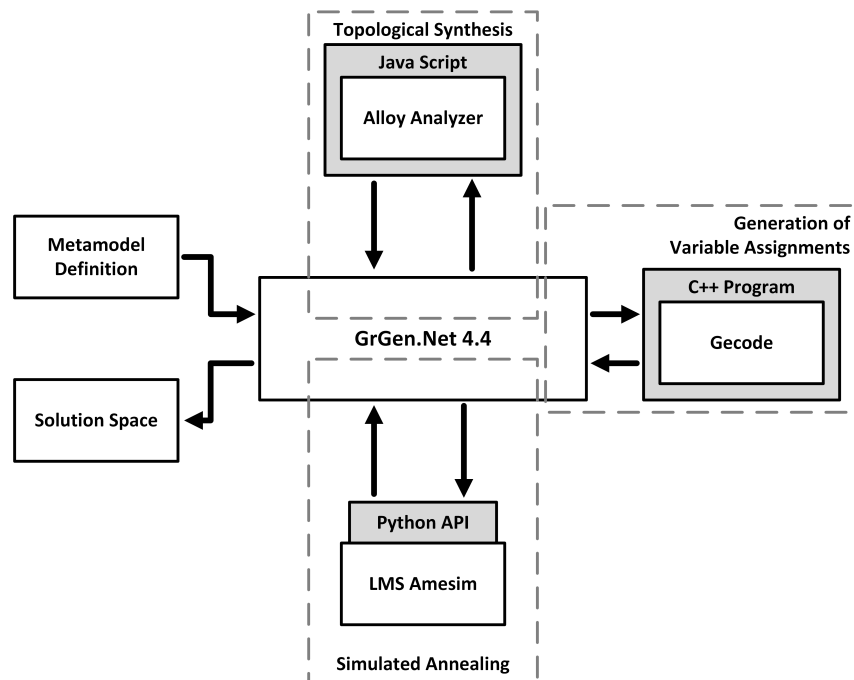 Topological Synthesis
Java Script
Alloy Analyzer
Metamodel
Definition
Generation of
Variable Assignments
C++ Program
Gecode
GrGen.Net 4.4
Solution Space
Python API
LMS Amesim
Simulated Annealing